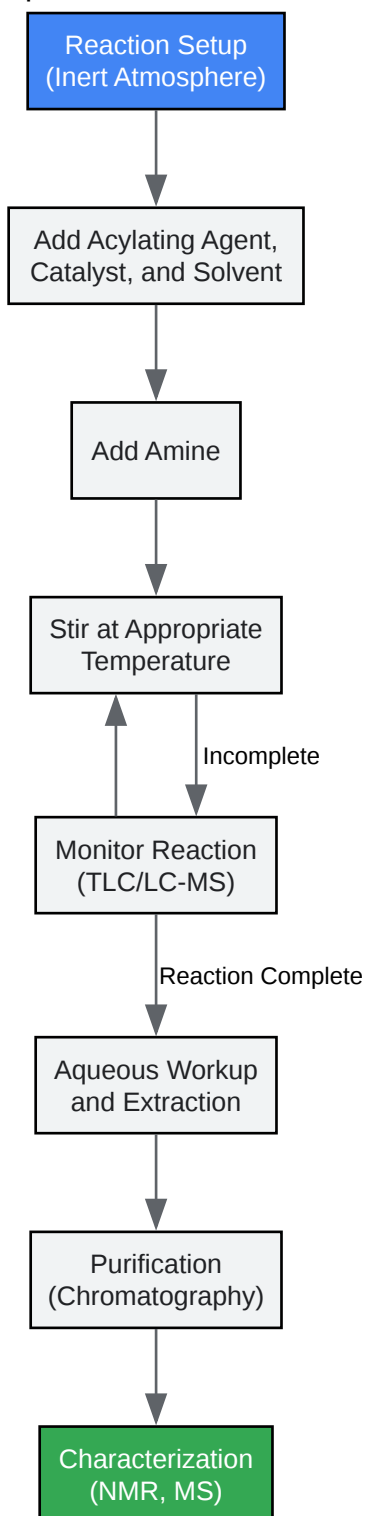 Reaction Setup
(Inert Atmosphere)
Add Acylating Agent,
Catalyst, and Solvent
Add Amine
Stir at Appropriate
Temperature
Incomplete
Monitor Reaction
(TLC/LC-MS)
Reaction Complete
Aqueous Workup
and Extraction
Purification
(Chromatography)
Characterization
(NMR, MS)